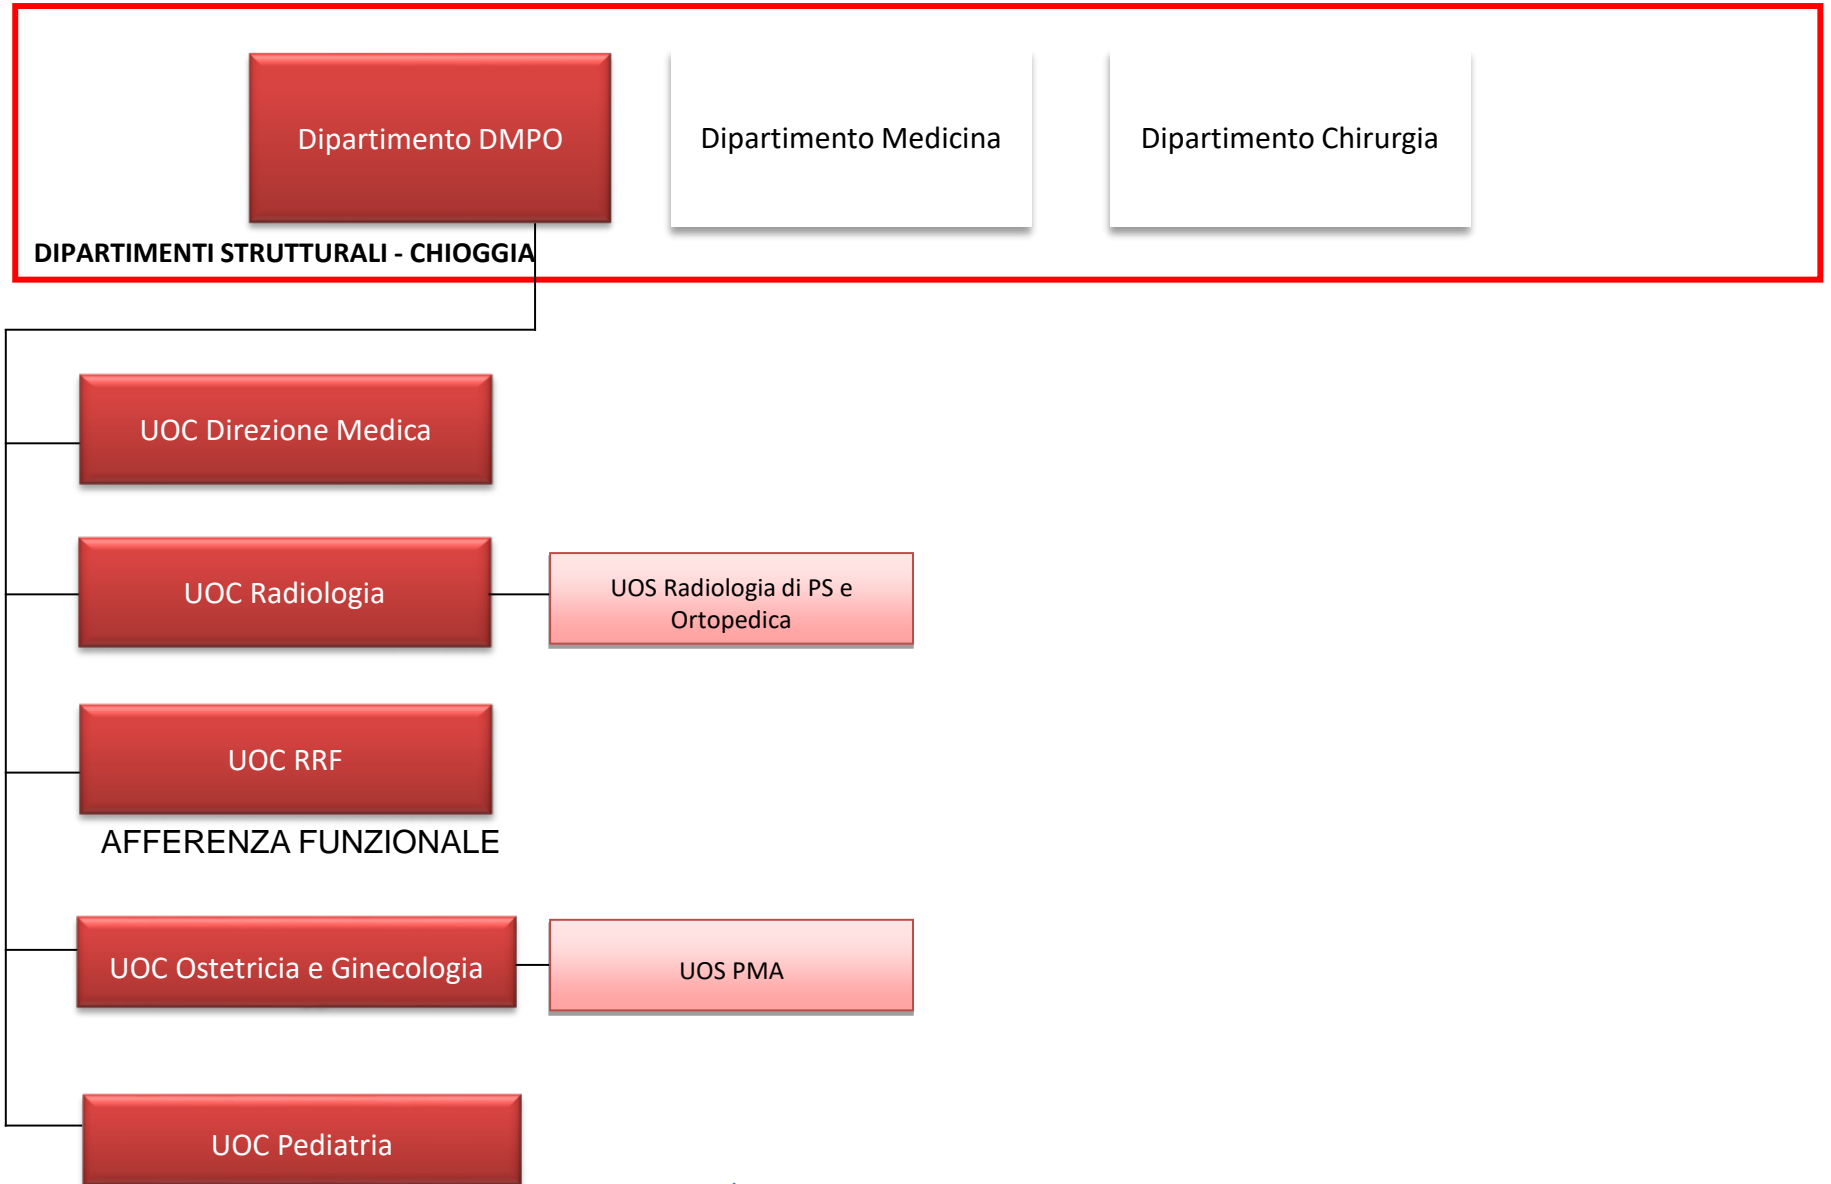 Dipartimento DMPO
Dipartimento Medicina
Dipartimento Chirurgia
DIPARTIMENTI STRUTTURALI - CHIOGGIA
UOC Direzione Medica
UOC Radiologia
UOS Radiologia di PS e
Ortopedica
UOC RRF
AFFERENZA FUNZIONALE
UOC Ostetricia e Ginecologia
UOS PMA
UOC Pediatria